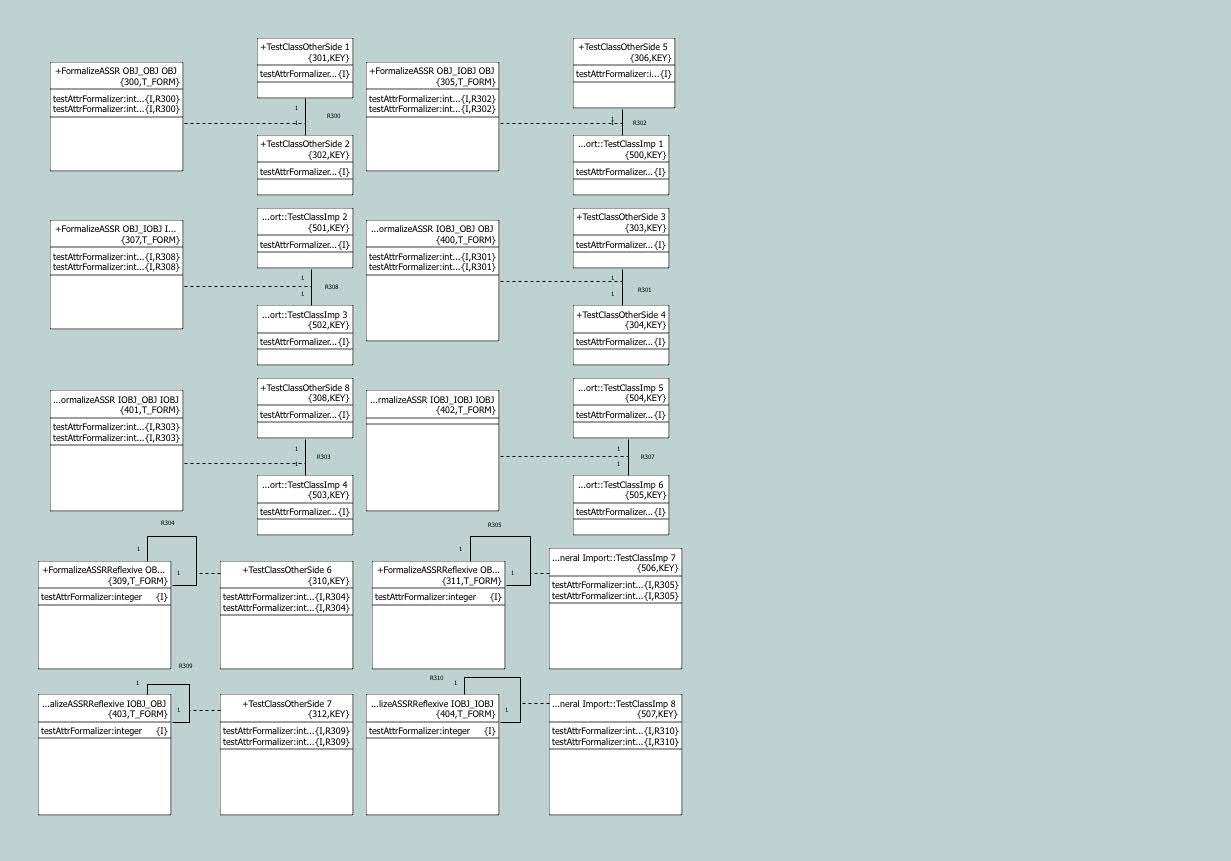 +TestClassOtherSide 1
{301,KEY}
testAttrFormalizer... {I}
+TestClassOtherSide 5
{306,KEY}
testAttrFormalizer:i... {I}
+FormalizeASSR OBJ_OBJ OBJ
{300,T_FORM}
testAttrFormalizer:int... {I,R300}
testAttrFormalizer:int... {I,R300}
+FormalizeASSR OBJ_IOBJ OBJ
{305,T_FORM}
testAttrFormalizer:int... {I,R302}
testAttrFormalizer:int... {I,R302}
1
R300
1
1
R302
1
+TestClassOtherSide 2
{302,KEY}
testAttrFormalizer... {I}
...ort::TestClassImp 1
{500,KEY}
testAttrFormalizer... {I}
...ort::TestClassImp 2
{501,KEY}
testAttrFormalizer... {I}
+TestClassOtherSide 3
{303,KEY}
testAttrFormalizer... {I}
+FormalizeASSR OBJ_IOBJ I...
{307,T_FORM}
testAttrFormalizer:int... {I,R308}
testAttrFormalizer:int... {I,R308}
...ormalizeASSR IOBJ_OBJ OBJ
{400,T_FORM}
testAttrFormalizer:int... {I,R301}
testAttrFormalizer:int... {I,R301}
1
R308
1
1
R301
1
...ort::TestClassImp 3
{502,KEY}
testAttrFormalizer... {I}
+TestClassOtherSide 4
{304,KEY}
testAttrFormalizer... {I}
+TestClassOtherSide 8
{308,KEY}
testAttrFormalizer... {I}
...ort::TestClassImp 5
{504,KEY}
testAttrFormalizer... {I}
...ormalizeASSR IOBJ_OBJ IOBJ
{401,T_FORM}
testAttrFormalizer:int... {I,R303}
testAttrFormalizer:int... {I,R303}
...rmalizeASSR IOBJ_IOBJ IOBJ
{402,T_FORM}
1
R303
1
1
R307
1
...ort::TestClassImp 4
{503,KEY}
testAttrFormalizer... {I}
...ort::TestClassImp 6
{505,KEY}
testAttrFormalizer... {I}
R304
1
1
R305
1
1
+FormalizeASSRReflexive OB...
{309,T_FORM}
testAttrFormalizer:integer {I}
+TestClassOtherSide 6
{310,KEY}
testAttrFormalizer:int... {I,R304}
testAttrFormalizer:int... {I,R304}
+FormalizeASSRReflexive OB...
{311,T_FORM}
testAttrFormalizer:integer {I}
...neral Import::TestClassImp 7
{506,KEY}
testAttrFormalizer:int... {I,R305}
testAttrFormalizer:int... {I,R305}
R309
1
1
R310
1
1
...alizeASSRReflexive IOBJ_OBJ
{403,T_FORM}
testAttrFormalizer:integer {I}
+TestClassOtherSide 7
{312,KEY}
testAttrFormalizer:int... {I,R309}
testAttrFormalizer:int... {I,R309}
...lizeASSRReflexive IOBJ_IOBJ
{404,T_FORM}
testAttrFormalizer:integer {I}
...neral Import::TestClassImp 8
{507,KEY}
testAttrFormalizer:int... {I,R310}
testAttrFormalizer:int... {I,R310}